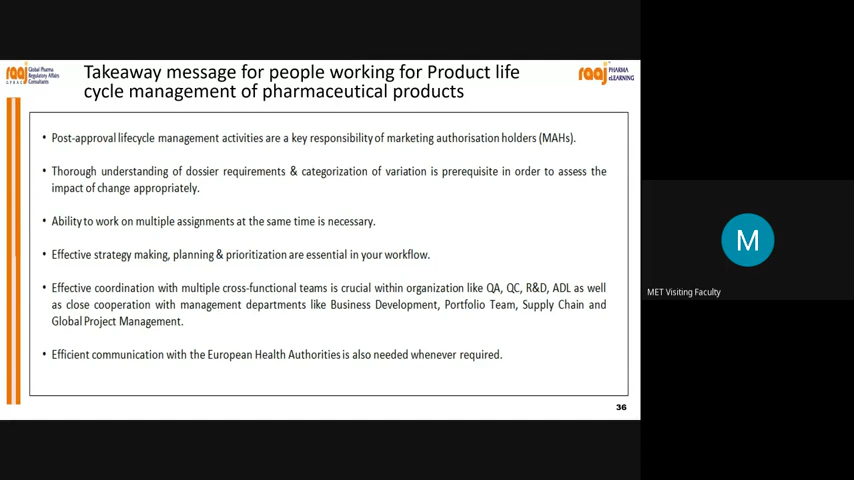 raaj
Global Pharma
Regulatory Affairs
Consultants
Takeaway message for people working for Product life
cycle management of pharmaceutical products
raaj PHARMA
eLEARNING
• Post-approval lifecycle management activities are a key responsibility of marketing authorisation holders (MAHs).
• Thorough understanding of dossier requirements & categorization of variation is prerequisite in order to assess the
impact of change appropriately.
• Ability to work on multiple assignments at the same time is necessary.
• Effective strategy making, planning & prioritization are essential in your workflow.
• Effective coordination with multiple cross-functional teams is crucial within organization like QA, QC, R&D, ADL as well
as close cooperation with management departments like Business Development, Portfolio Team, Supply Chain and
Global Project Management.
• Efficient communication with the European Health Authorities is also needed whenever required.
36
M
MET Visiting Faculty